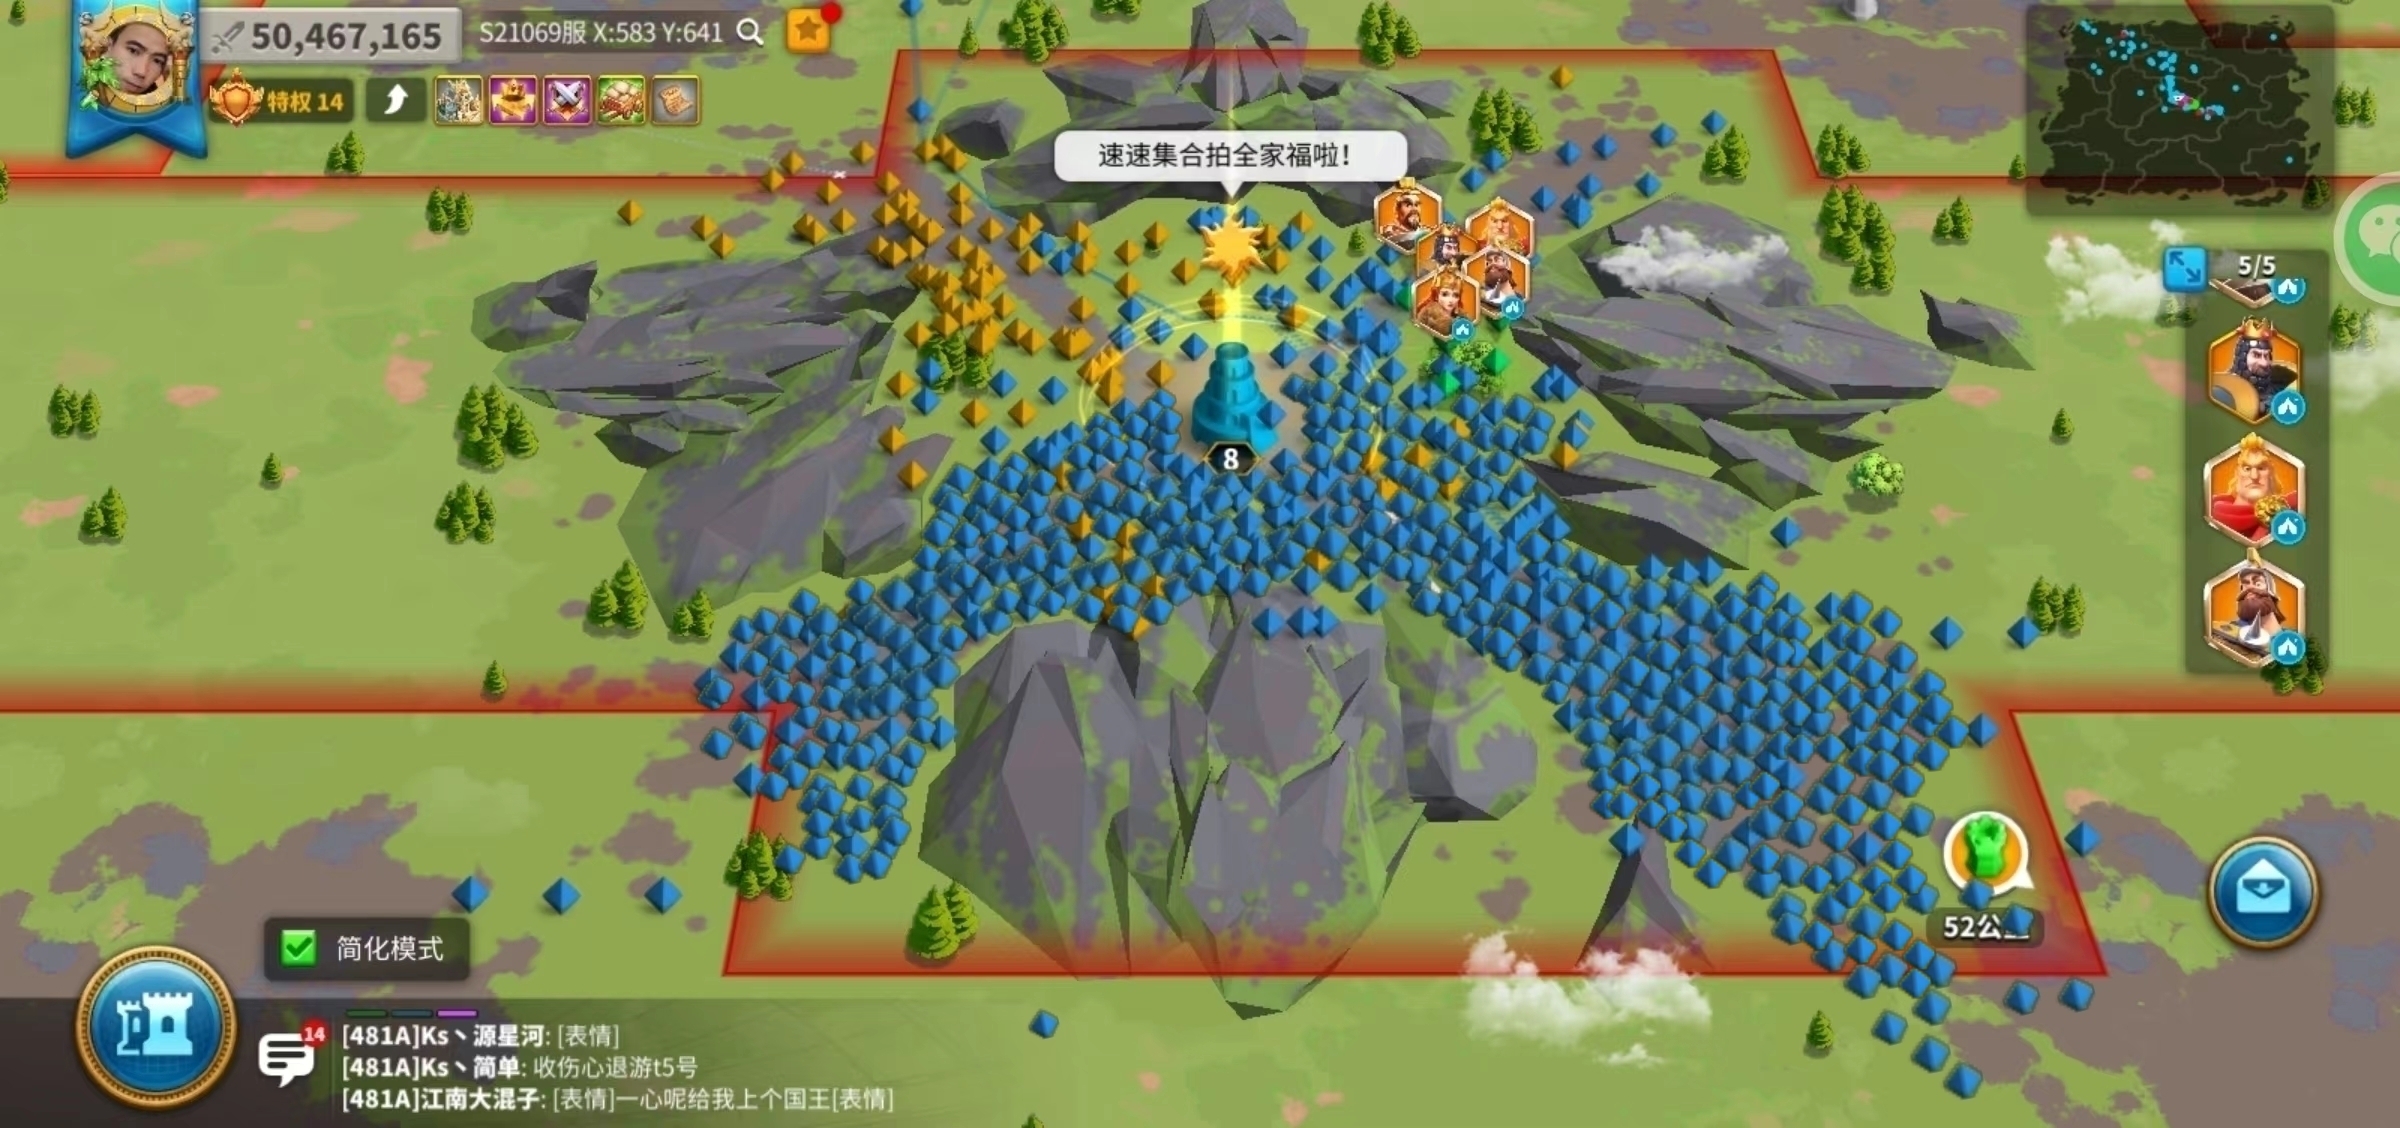 50,467,165
S21069服 X:583 Y:641
特权 14
速速集合拍全家福啦!
5/5
8
52公
简化模式
14
[481A]Ks丶源星河: [表情]
[481A]Ks丶简单: 收伤心退游t5号
[481A]江南大混子: [表情]一心呢给我上个国王[表情]